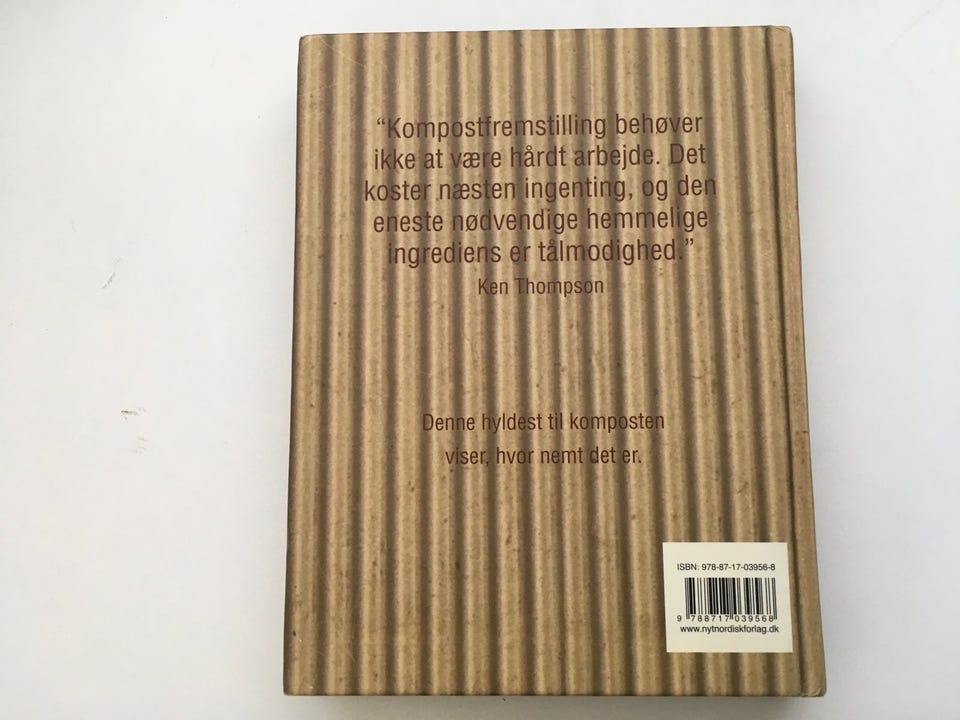 “Kompostfremstilling behøver
ikke at være hårdt arbejde. Det
koster næsten ingenting, og den
eneste nødvendige hemmelige
ingrediens er tålmodighed.”
Ken Thompson
Denne hyldest til komposten
viser, hvor nemt det er.
ISBN: 978-87-17-03956-8
9 788717 039568
www.nytnordiskforlag.dk